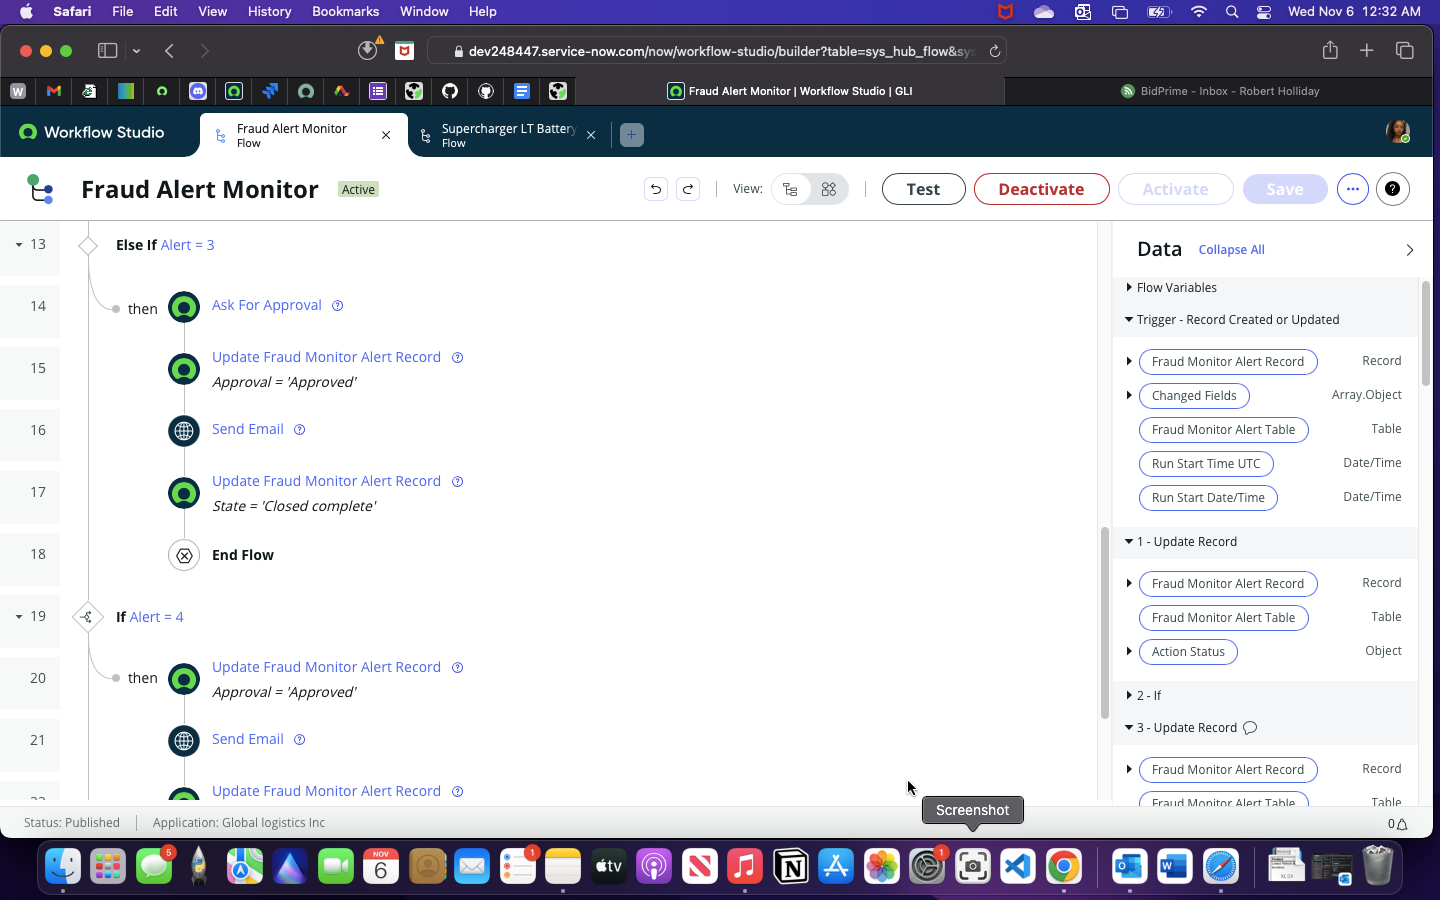 Safari File Edit View History Bookmarks Window Help Wed Nov 6 12:32 AM
dev248447.service-now.com/now/workflow-studio/builder?table=sys_hub_flow&sys
W Fraud Alert Monitor | Workflow Studio | GLI BidPrime - Inbox - Robert Holliday
Workflow Studio
Fraud Alert Monitor
Flow
Supercharger LT Battery
Flow
Fraud Alert Monitor Active View: Test Deactivate Activate Save
13 Else If Alert = 3
14 then Ask For Approval
15 Update Fraud Monitor Alert Record
Approval = 'Approved'
16 Send Email
17 Update Fraud Monitor Alert Record
State = 'Closed complete'
18 End Flow
19 If Alert = 4
20 then Update Fraud Monitor Alert Record
Approval = 'Approved'
21 Send Email
22 Update Fraud Monitor Alert Record
Data Collapse All
Flow Variables
Trigger - Record Created or Updated
Fraud Monitor Alert Record Record
Changed Fields Array.Object
Fraud Monitor Alert Table Table
Run Start Time UTC Date/Time
Run Start Date/Time Date/Time
1 - Update Record
Fraud Monitor Alert Record Record
Fraud Monitor Alert Table Table
Action Status Object
2 - If
3 - Update Record
Fraud Monitor Alert Record Record
Fraud Monitor Alert Table Table
Screenshot
Status: Published Application: Global logistics Inc 0
5 NOV 6 1 tv 1
XLSX